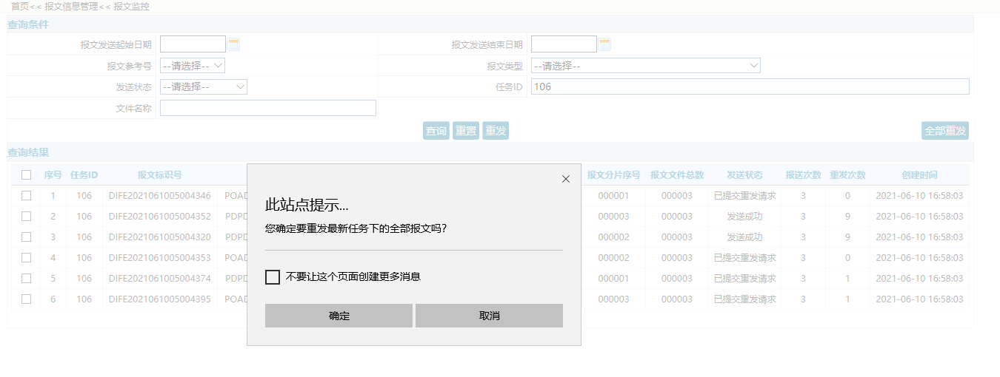 首页<< 报文信息管理<< 报文监控
查询条件
报文发送起始日期 报文发送结束日期
报文参考号 --请选择-- 报文类型 --请选择--
发送状态 --请选择-- 任务ID 106
文件名称
查询 重置 重发 全部重发
查询结果
序号 任务ID 报文标识号 报文分片序号 报文文件总数 发送状态 报送次数 重发次数 创建时间
1 106 DIFE2021061005004346 POAD 000001 000003 已提交重发请求 3 0 2021-06-10 16:58:03
2 106 DIFE2021061005004352 PDPD 000003 000003 发送成功 3 9 2021-06-10 16:58:03
3 106 DIFE2021061005004320 PDPD 000002 000003 发送成功 3 9 2021-06-10 16:58:03
4 106 DIFE2021061005004353 POAD 000002 000003 已提交重发请求 3 0 2021-06-10 16:58:03
5 106 DIFE2021061005004374 PDPD 000001 000003 已提交重发请求 3 1 2021-06-10 16:58:03
6 106 DIFE2021061005004395 POAD 000003 000003 已提交重发请求 3 1 2021-06-10 16:58:03
此站点提示...
您确定要重发最新任务下的全部报文吗?
不要让这个页面创建更多消息
确定 取消